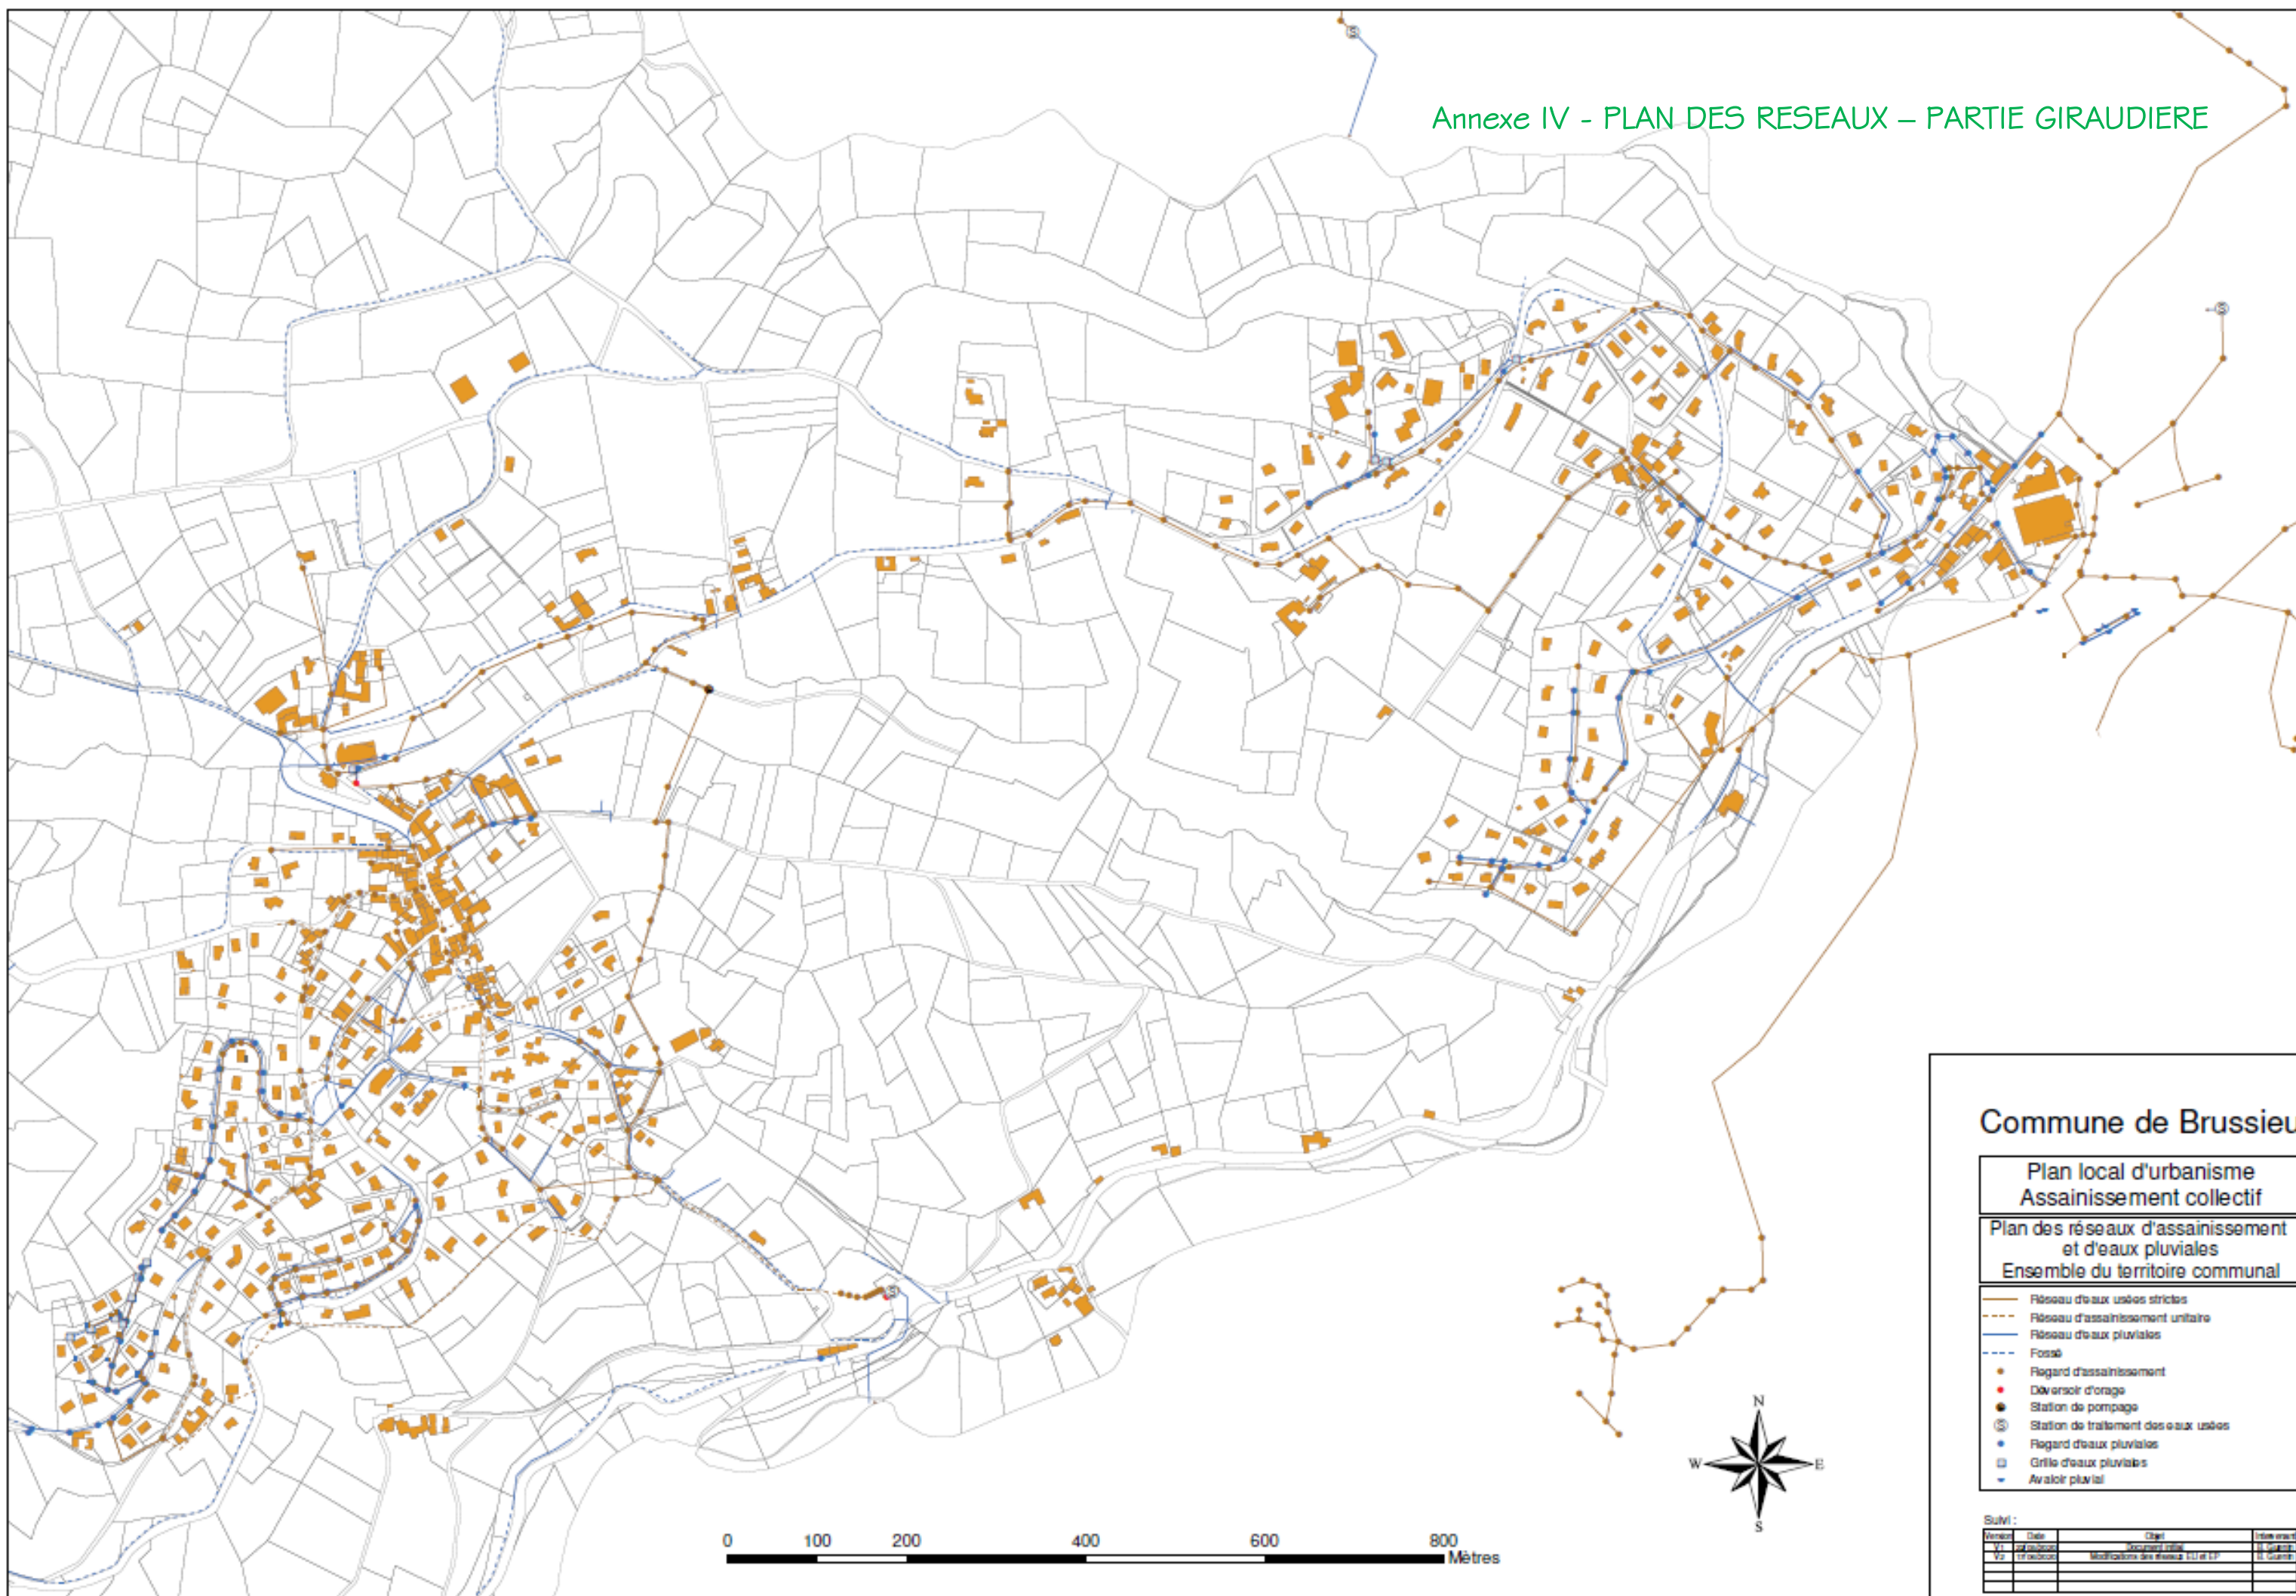 Annexe IV - PLAN DES RESEAUX – PARTIE GIRAUDIERE
S
S
S
Commune de Brussieu
Plan local d'urbanisme
Assainissement collectif
Plan des réseaux d'assainissement
et d'eaux pluviales
Ensemble du territoire communal
Réseau d'eaux usées strictes
Réseau d'assainissement unitaire
Réseau d'eaux pluviales
Fossé
Regard d'assainissement
Déversoir d'orage
Station de pompage
S Station de traitement des eaux usées
Regard d'eaux pluviales
Grille d'eaux pluviales
Avaloir pluvial
N
W E
S
0 100 200 400 600 800
Mètres
Suivi :
Version Date Objet Intervenant
V1 Document initial
V2 Modifications des réseaux EU et EP